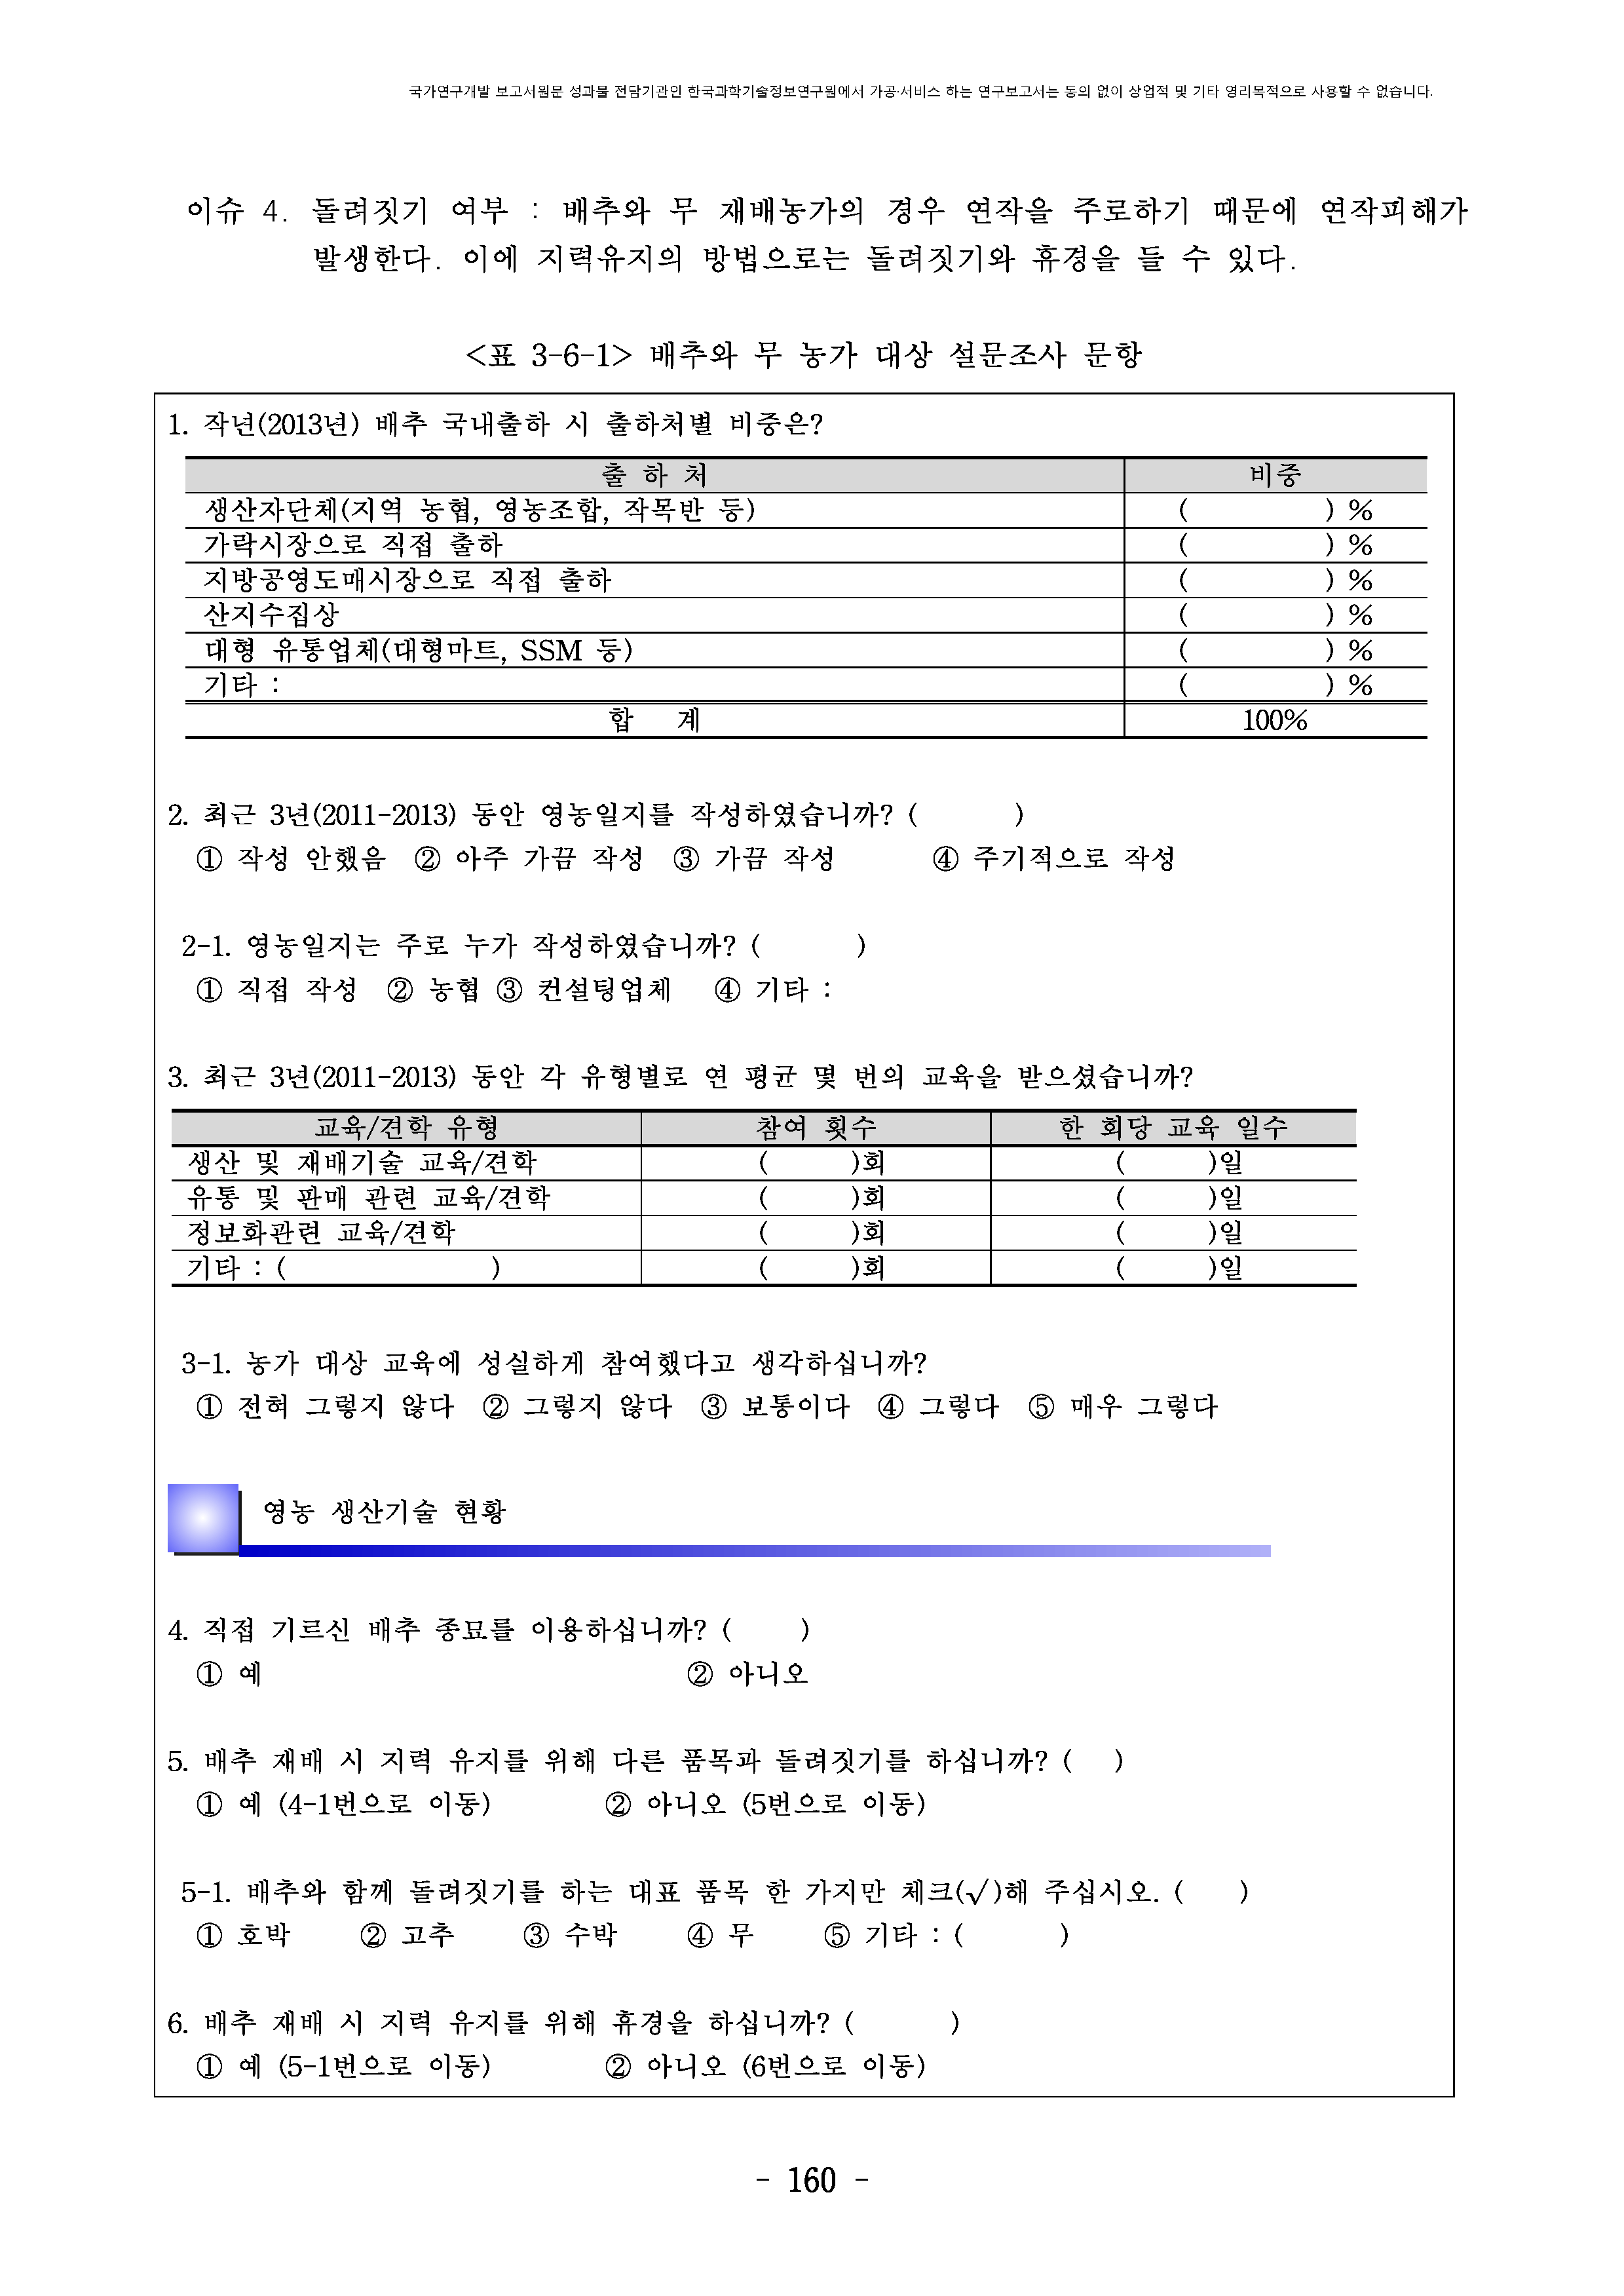 국가연구개발 보고서원문 성과물 전담기관인 한국과학기술정보연구원에서 가공·서비스 하는 연구보고서는 동의 없이 상업적 및 기타 영리목적으로 사용할 수 없습니다.
이슈 4. 돌려짓기 여부 : 배추와 무 재배농가의 경우 연작을 주로하기 때문에 연작피해가
발생한다. 이에 지력유지의 방법으로는 돌려짓기와 휴경을 들 수 있다.
<표 3-6-1> 배추와 무 농가 대상 설문조사 문항
1. 작년(2013년) 배추 국내출하 시 출하처별 비중은?
출 하 처 비중
생산자단체(지역 농협, 영농조합, 작목반 등) ( ) %
가락시장으로 직접 출하 ( ) %
지방공영도매시장으로 직접 출하 ( ) %
산지수집상 ( ) %
대형 유통업체(대형마트, SSM 등) ( ) %
기타 : ( ) %
합 계 100%
2. 최근 3년(2011-2013) 동안 영농일지를 작성하였습니까? ( )
① 작성 안했음 ② 아주 가끔 작성 ③ 가끔 작성 ④ 주기적으로 작성
2-1. 영농일지는 주로 누가 작성하였습니까? ( )
① 직접 작성 ② 농협 ③ 컨설팅업체 ④ 기타 :
3. 최근 3년(2011-2013) 동안 각 유형별로 연 평균 몇 번의 교육을 받으셨습니까?
교육/견학 유형 참여 횟수 한 회당 교육 일수
생산 및 재배기술 교육/견학 ( )회 ( )일
유통 및 판매 관련 교육/견학 ( )회 ( )일
정보화관련 교육/견학 ( )회 ( )일
기타 : ( ) ( )회 ( )일
3-1. 농가 대상 교육에 성실하게 참여했다고 생각하십니까?
① 전혀 그렇지 않다 ② 그렇지 않다 ③ 보통이다 ④ 그렇다 ⑤ 매우 그렇다
영농 생산기술 현황
4. 직접 기르신 배추 종묘를 이용하십니까? ( )
① 예 ② 아니오
5. 배추 재배 시 지력 유지를 위해 다른 품목과 돌려짓기를 하십니까? ( )
① 예 (4-1번으로 이동) ② 아니오 (5번으로 이동)
5-1. 배추와 함께 돌려짓기를 하는 대표 품목 한 가지만 체크(√)해 주십시오. ( )
① 호박 ② 고추 ③ 수박 ④ 무 ⑤ 기타 : ( )
6. 배추 재배 시 지력 유지를 위해 휴경을 하십니까? ( )
① 예 (5-1번으로 이동) ② 아니오 (6번으로 이동)
- 160 -